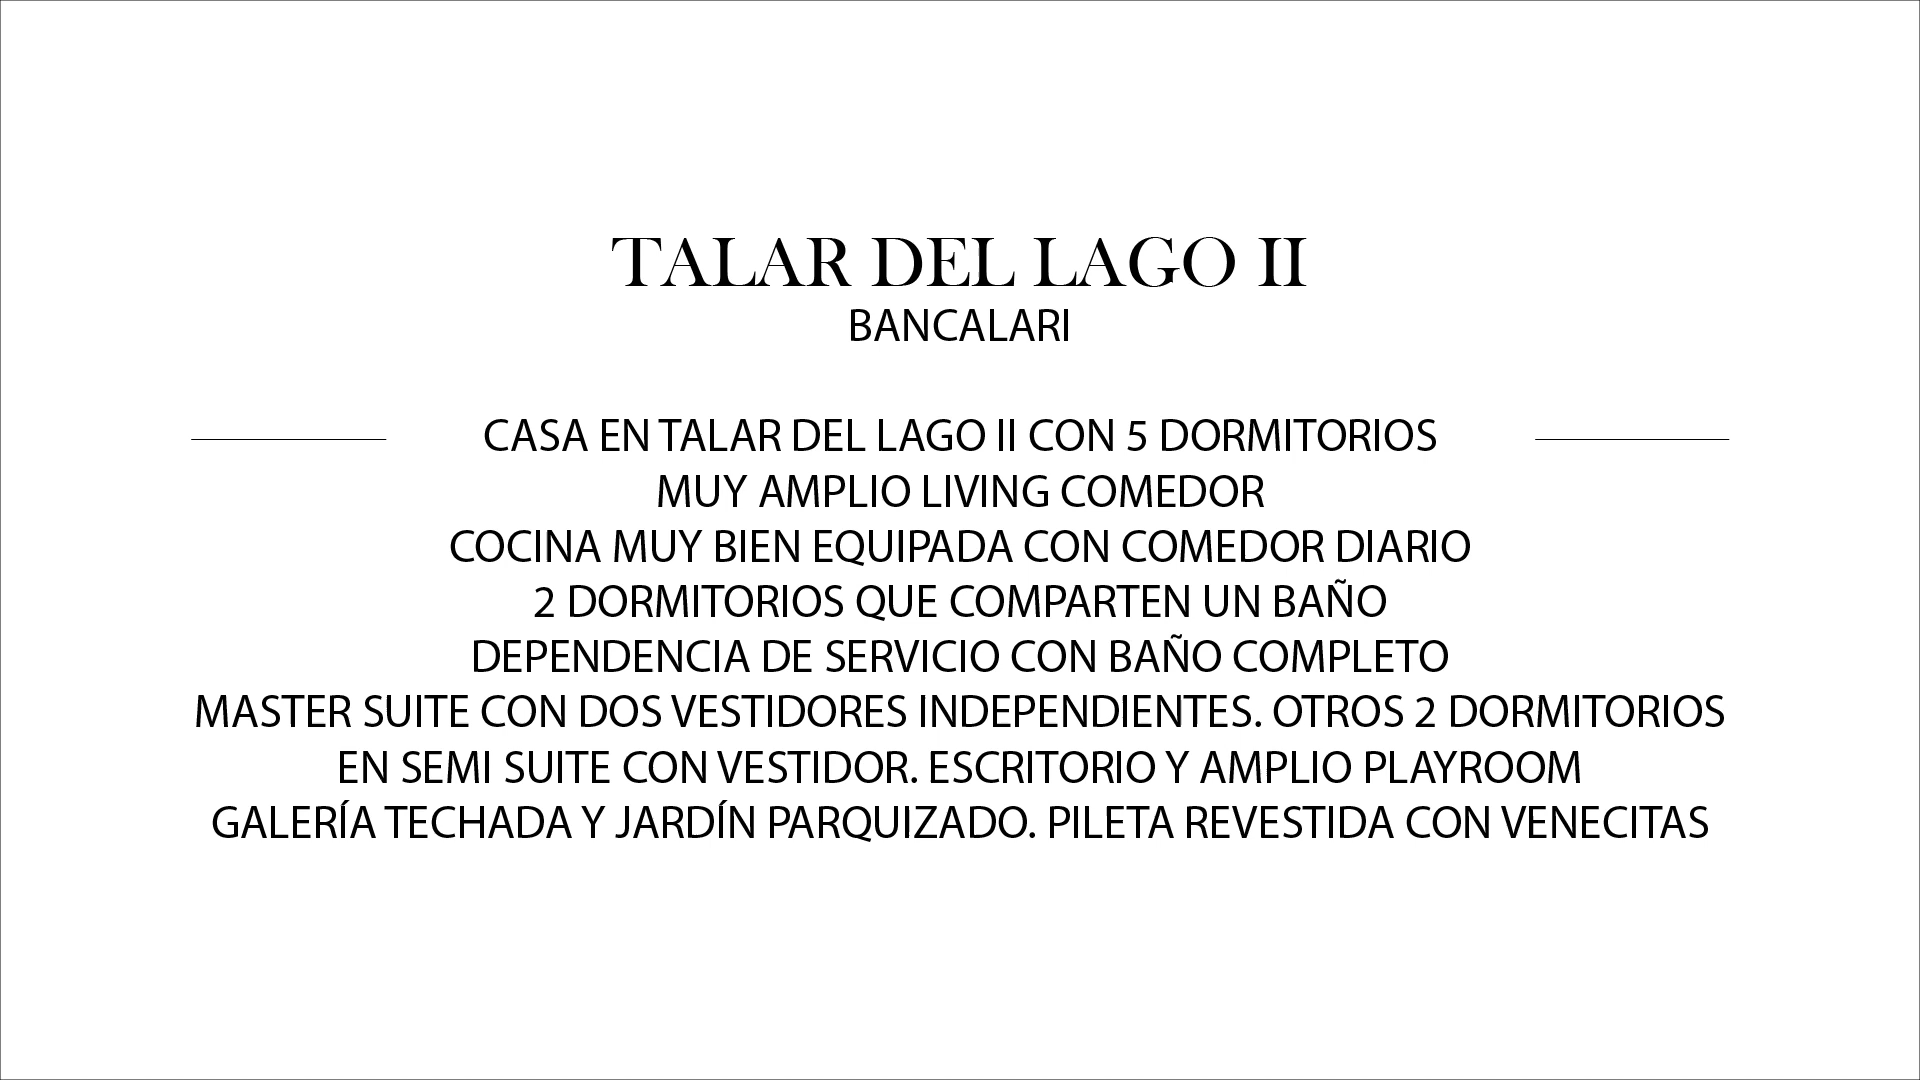 TALAR DEL LAGO II
BANCALARI
CASA EN TALAR DEL LAGO II CON 5 DORMITORIOS
MUY AMPLIO LIVING COMEDOR
COCINA MUY BIEN EQUIPADA CON COMEDOR DIARIO
2 DORMITORIOS QUE COMPARTEN UN BAÑO
DEPENDENCIA DE SERVICIO CON BAÑO COMPLETO
MASTER SUITE CON DOS VESTIDORES INDEPENDIENTES. OTROS 2 DORMITORIOS
EN SEMI SUITE CON VESTIDOR. ESCRITORIO Y AMPLIO PLAYROOM
GALERÍA TECHADA Y JARDÍN PARQUIZADO. PILETA REVESTIDA CON VENECITAS